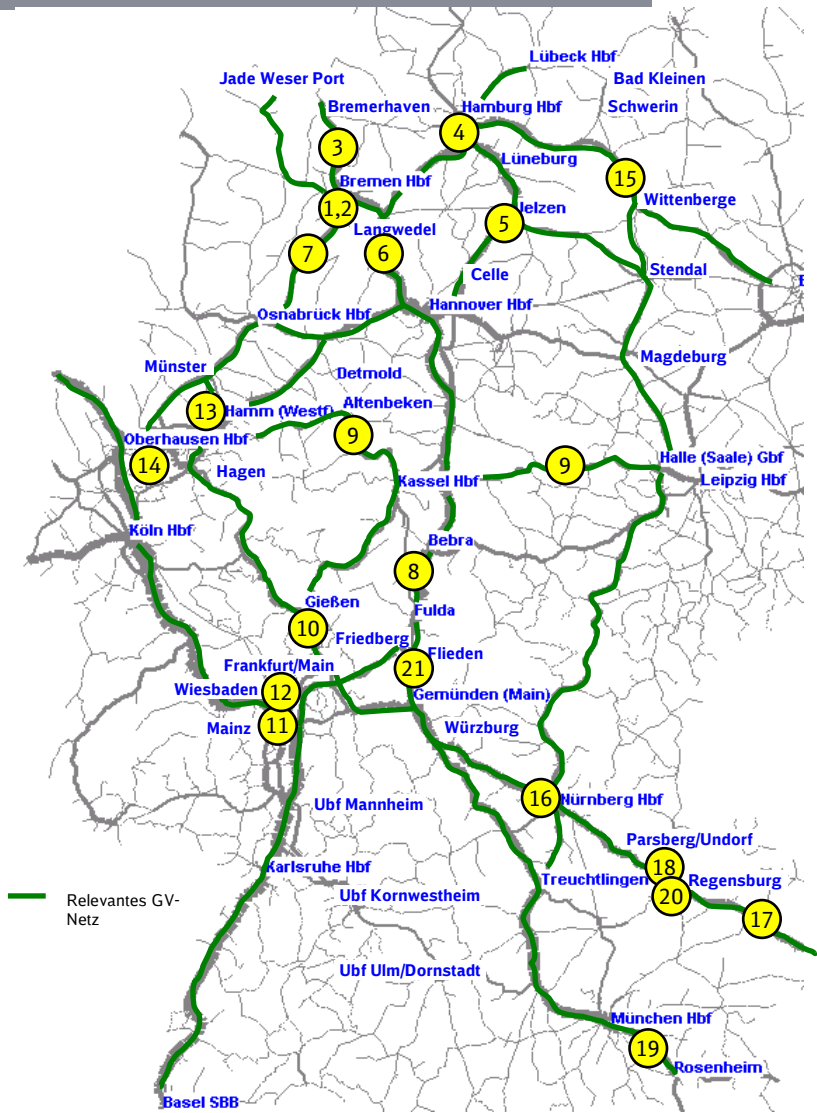 Lübeck Hbf
Bad Kleinen
Jade Weser Port
Bremerhaven
Hamburg Hbf
Schwerin
4
3
Lüneburg
15
Bremen Hbf
Wittenberge
1,2
Uelzen
5
Langwedel
7
6
Stendal
Celle
Hannover Hbf
Osnabrück Hbf
Magdeburg
Münster
Detmold
Altenbeken
13
Hamm (Westf)
9
Oberhausen Hbf
14
Hagen
9
Halle (Saale) Gbf
Kassel Hbf
Leipzig Hbf
Köln Hbf
Bebra
8
Gießen
Fulda
10
Friedberg
Flieden
21
Frankfurt/Main
Wiesbaden
12
Gemünden (Main)
Mainz
11
Würzburg
16
Nürnberg Hbf
Ubf Mannheim
Parsberg/Undorf
18
Karlsruhe Hbf
Treuchtlingen
Regensburg
20
Ubf Kornwestheim
17
Relevantes GV-
Netz
Ubf Ulm/Dornstadt
München Hbf
19
Rosenheim
Basel SBB